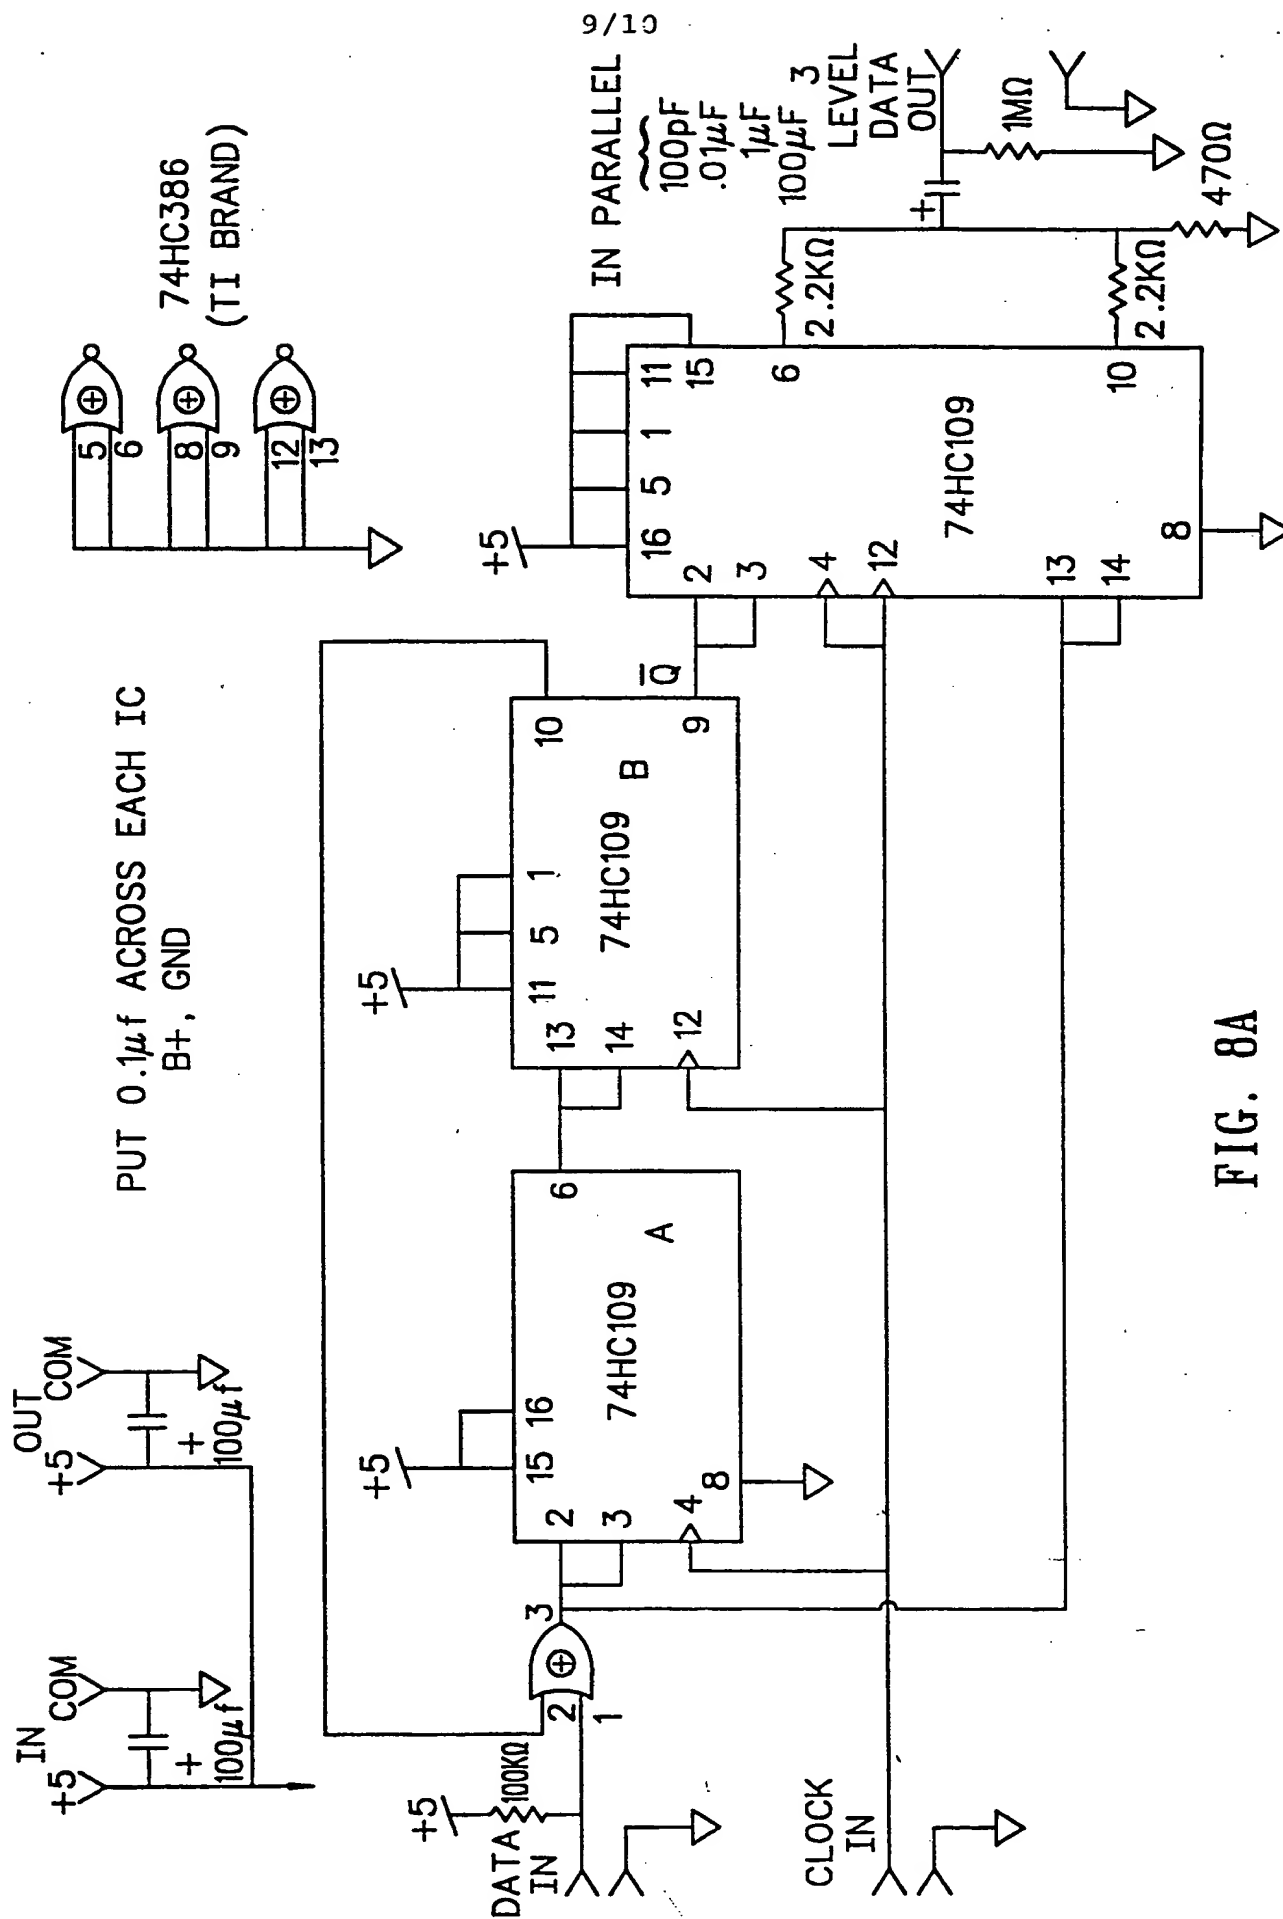 9/10
IN
+5
COM
+
100µf
OUT
+5
COM
+
100µf
PUT 0.1µf ACROSS EACH IC
B+, GND
5
6
8
9
12
13
74HC386
(TI BRAND)
+5
100KΩ
DATA
IN
2
1
3
CLOCK
IN
+5
15
16
2
3
4
8
6
74HC109
A
+5
11
5
1
13
14
12
10
9
74HC109
B
Q̅
+5
16
5
1
11
15
2
3
4
12
13
14
8
6
10
74HC109
2.2KΩ
2.2KΩ
470Ω
IN PARALLEL
100pF
.01µF
1µF
100µF
+
1MΩ
3
LEVEL
DATA
OUT
FIG. 8A